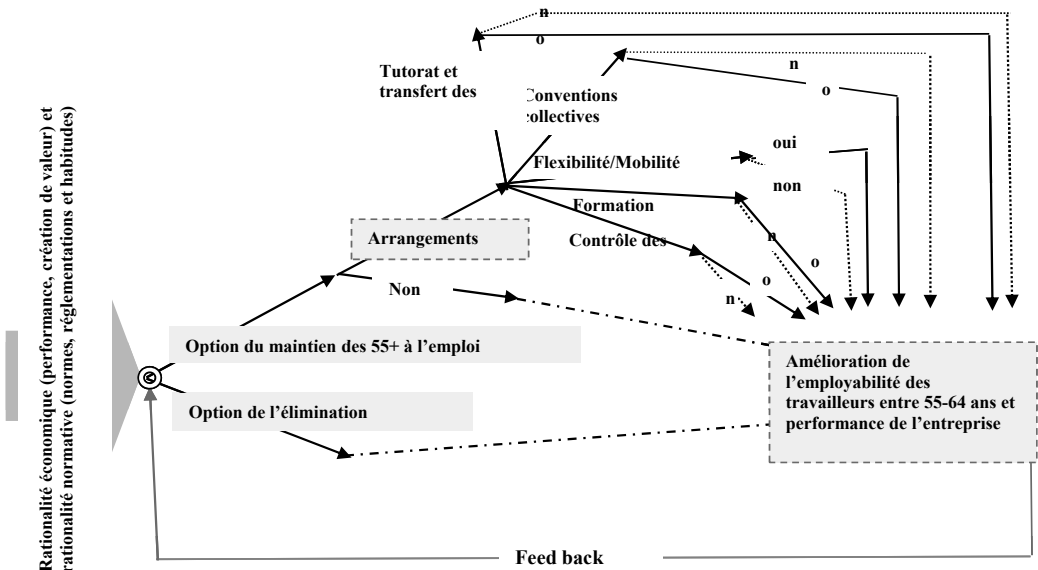 Rationalité économique (performance, création de valeur) et
rationalité normative (normes, réglementations et habitudes)
n
o
Tutorat et
transfert des
n
o
Conventions
collectives
oui
Flexibilité/Mobilité
non
Formation
Arrangements
Contrôle des
n
o
o
n
Non
Option du maintien des 55+ à l’emploi
Option de l’élimination
Amélioration de
l’employabilité des
travailleurs entre 55-64 ans et
performance de l’entreprise
Feed back